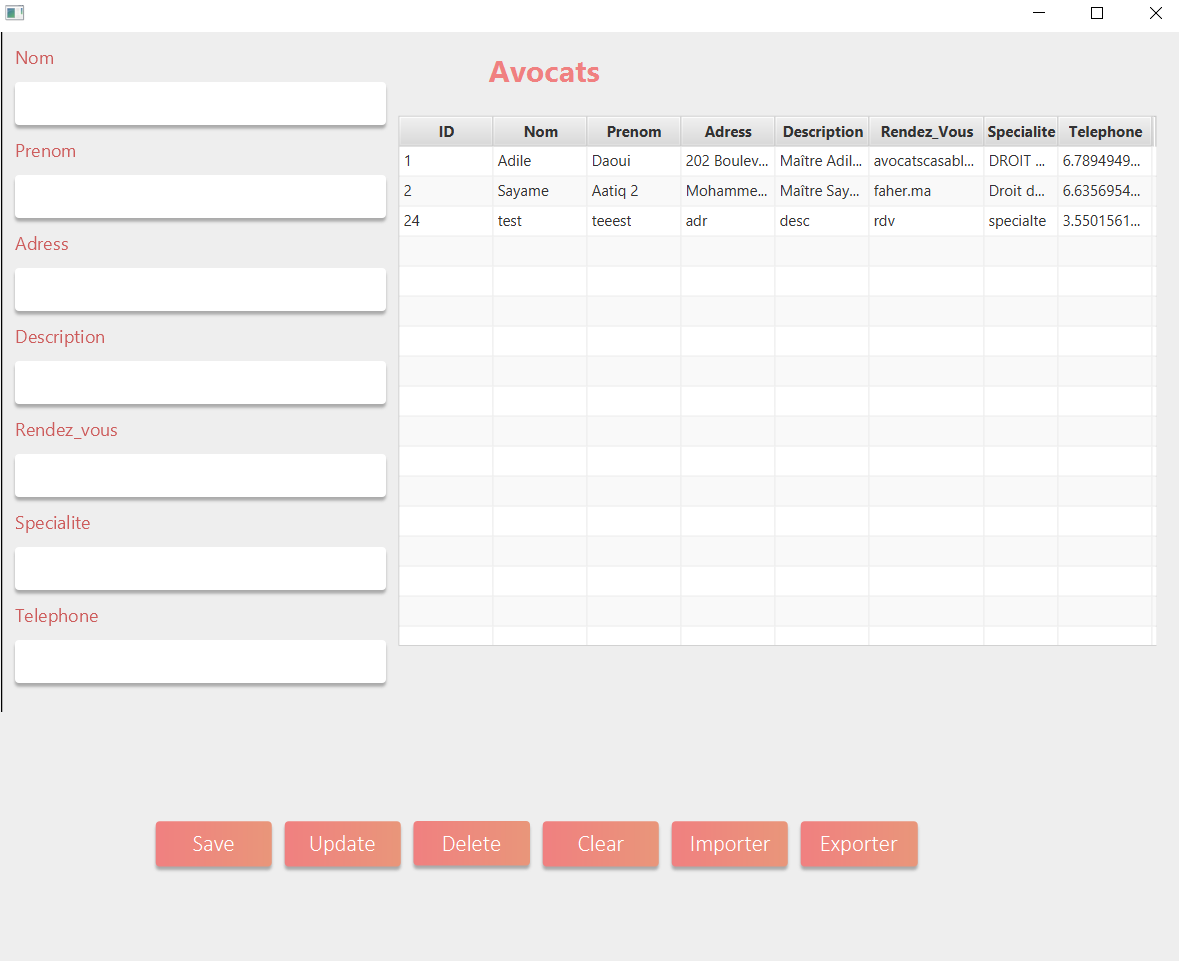 Nom
Prenom
Adress
Description
Rendez_vous
Specialite
Telephone
Avocats
ID Nom Prenom Adress Description Rendez_Vous Specialite Telephone
1 Adile Daoui 202 Boulev... Maître Adil... avocatscasabl... DROIT ... 6.7894949...
2 Sayame Aatiq 2 Mohamme... Maître Say... faher.ma Droit d... 6.6356954...
24 test teeest adr desc rdv specialte 3.5501561...
Save Update Delete Clear Importer Exporter